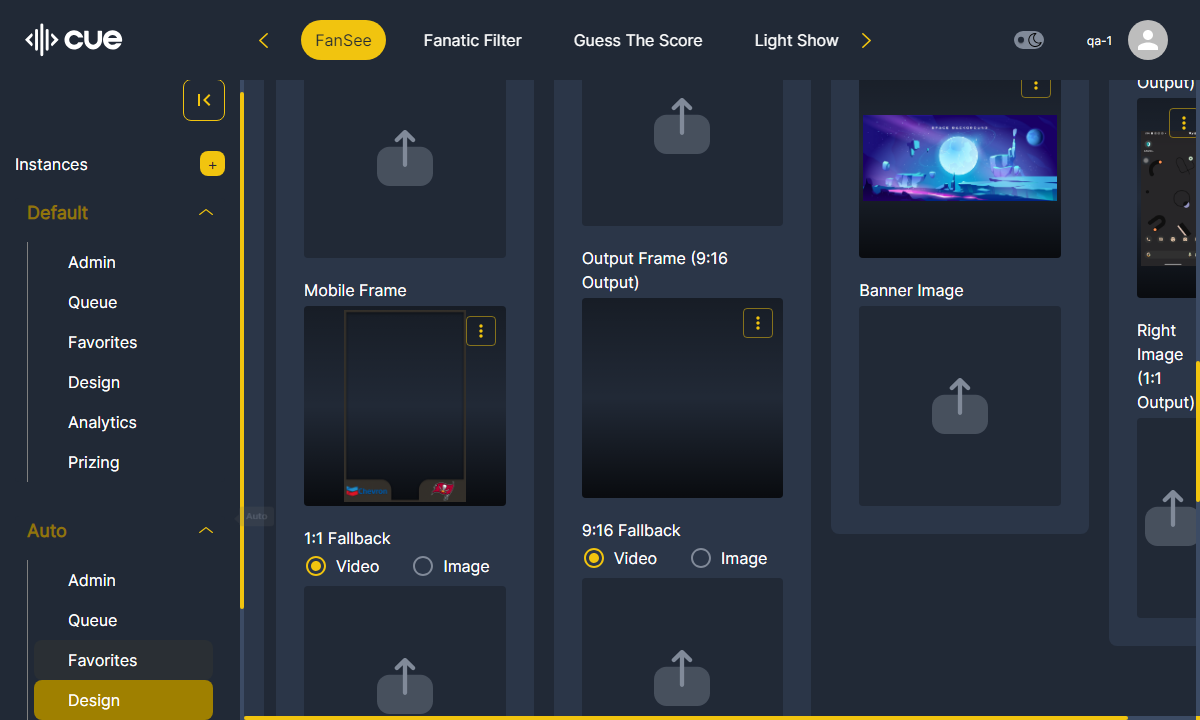 cue
FanSee
Fanatic Filter
Guess The Score
Light Show
qa-1
Instances
+
Default
Admin
Queue
Favorites
Design
Analytics
Prizing
Auto
Admin
Queue
Favorites
Design
Auto
Mobile Frame
1:1 Fallback
Video
Image
Output Frame (9:16
Output)
9:16 Fallback
Video
Image
SPACE BACKGROUND
Banner Image
Output)
Right
Image
(1:1
Output)